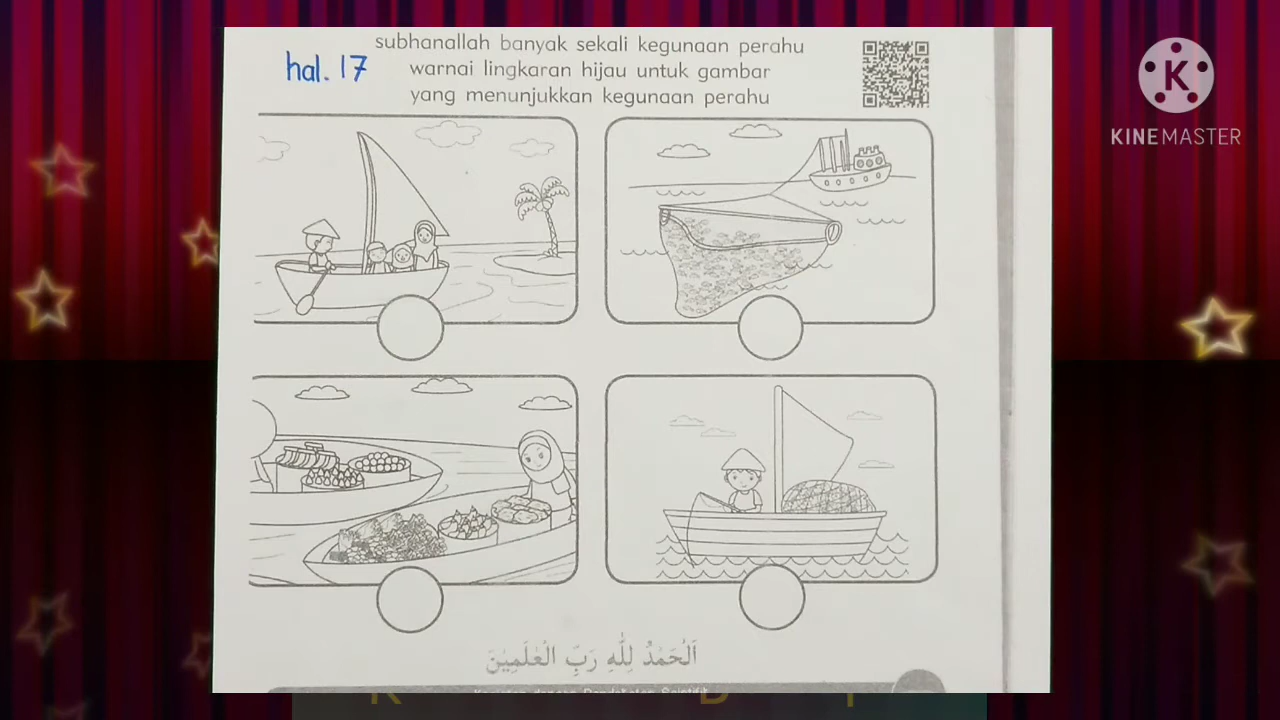 subhanallah banyak sekali kegunaan perahu
hal. 17
warnai lingkaran hijau untuk gambar
yang menunjukkan kegunaan perahu
K
KINEMASTER
اَلْحَمْدُ لِلّٰهِ رَبِّ الْعٰلَمِيْنَ